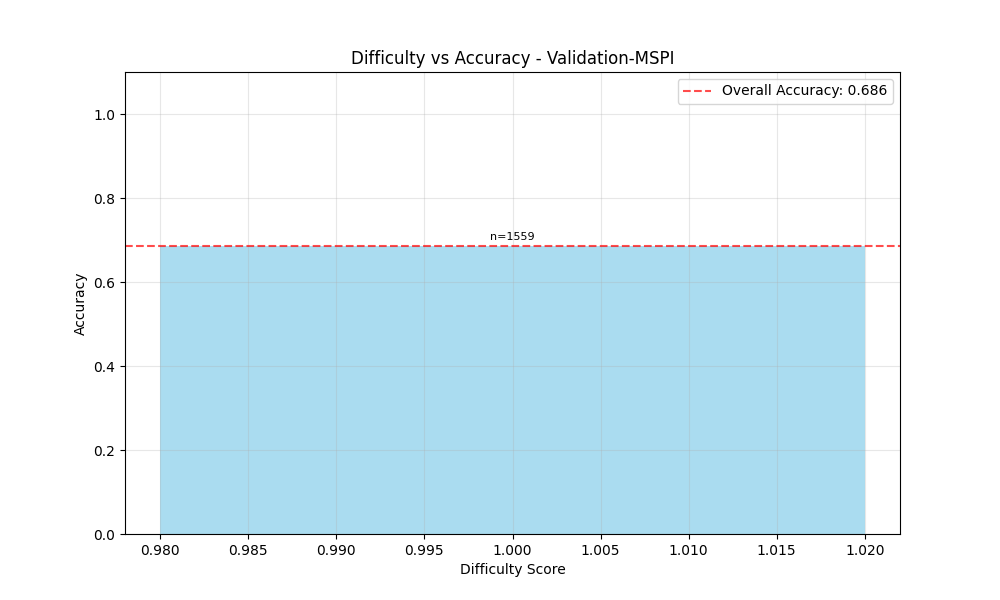 Difficulty vs Accuracy - Validation-MSPI
Overall Accuracy: 0.686
n=1559
Accuracy
1.0
0.8
0.6
0.4
0.2
0.0
0.980 0.985 0.990 0.995 1.000 1.005 1.010 1.015 1.020
Difficulty Score